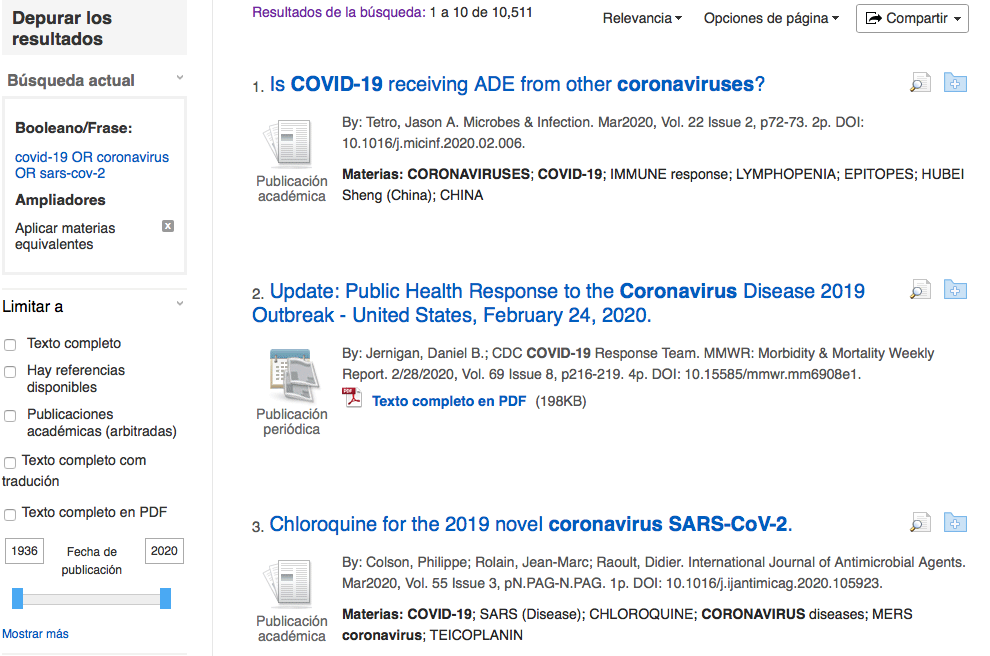 Depurar los
resultados
Búsqueda actual
Booleano/Frase:
covid-19 OR coronavirus
OR sars-cov-2
Ampliadores
Aplicar materias
equivalentes
Limitar a
Texto completo
Hay referencias
disponibles
Publicaciones
académicas (arbitradas)
Texto completo com
tradución
Texto completo en PDF
1936
Fecha de
publicación
2020
Mostrar más
Resultados de la búsqueda: 1 a 10 de 10,511
Relevancia
Opciones de página
Compartir
1. Is COVID-19 receiving ADE from other coronaviruses?
Publicación
académica
By: Tetro, Jason A. Microbes & Infection. Mar2020, Vol. 22 Issue 2, p72-73. 2p. DOI:
10.1016/j.micinf.2020.02.006.
Materias: CORONAVIRUSES; COVID-19; IMMUNE response; LYMPHOPENIA; EPITOPES; HUBEI
Sheng (China); CHINA
2. Update: Public Health Response to the Coronavirus Disease 2019
Outbreak - United States, February 24, 2020.
Publicación
periódica
By: Jernigan, Daniel B.; CDC COVID-19 Response Team. MMWR: Morbidity & Mortality Weekly
Report. 2/28/2020, Vol. 69 Issue 8, p216-219. 4p. DOI: 10.15585/mmwr.mm6908e1.
PDF
Texto completo en PDF (198KB)
3. Chloroquine for the 2019 novel coronavirus SARS-CoV-2.
Publicación
académica
By: Colson, Philippe; Rolain, Jean-Marc; Raoult, Didier. International Journal of Antimicrobial Agents.
Mar2020, Vol. 55 Issue 3, pN.PAG-N.PAG. 1p. DOI: 10.1016/j.ijantimicag.2020.105923.
Materias: COVID-19; SARS (Disease); CHLOROQUINE; CORONAVIRUS diseases; MERS
coronavirus; TEICOPLANIN